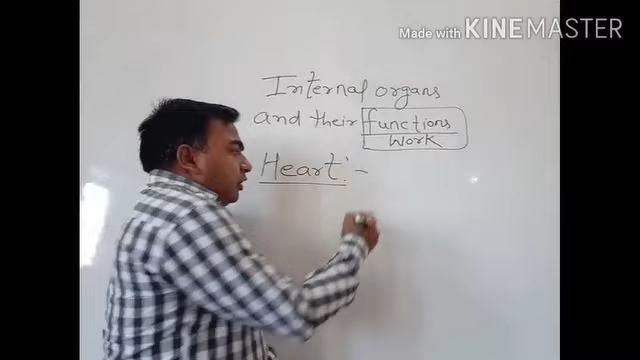 Made with KINEMASTER
Internal organs
and their functions
work
Heart :-